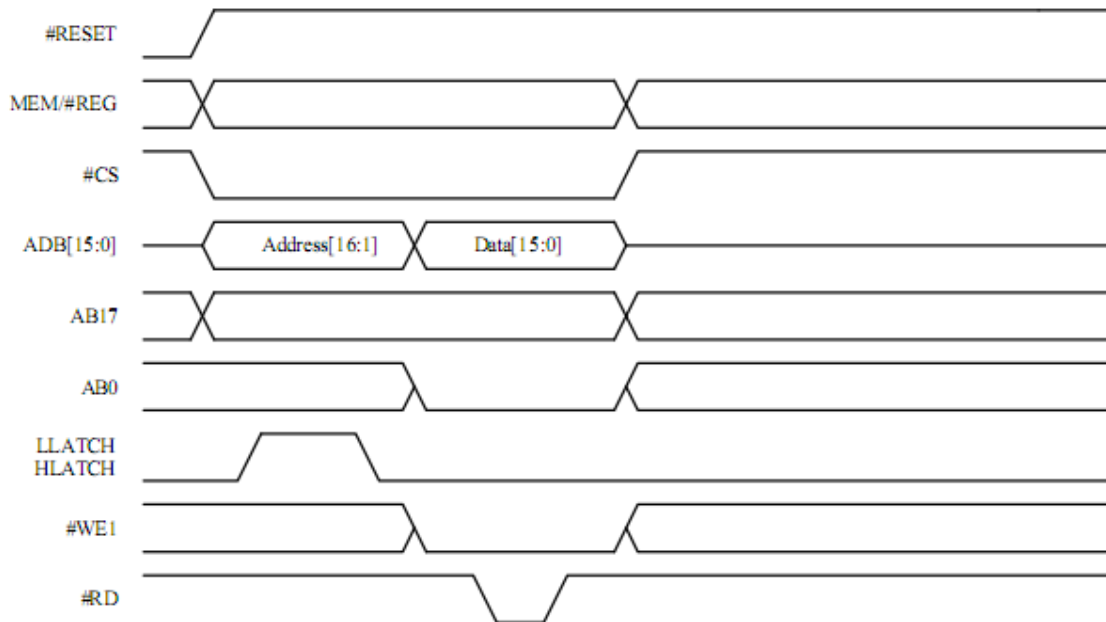 #RESET
MEM/#REG
#CS
ADB[15:0] Address[16:1] Data[15:0]
AB17
AB0
LLATCH
HLATCH
#WE1
#RD